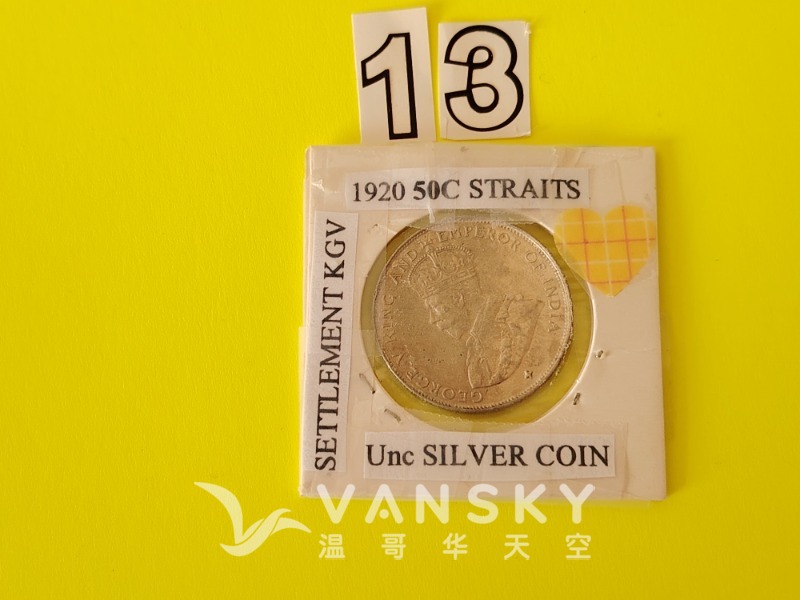 13
1920 50C STRAITS
SETTLEMENT KGV
GEORGE V KING AND EMPEROR OF INDIA
Unc SILVER COIN
VANSKY
温哥华天空